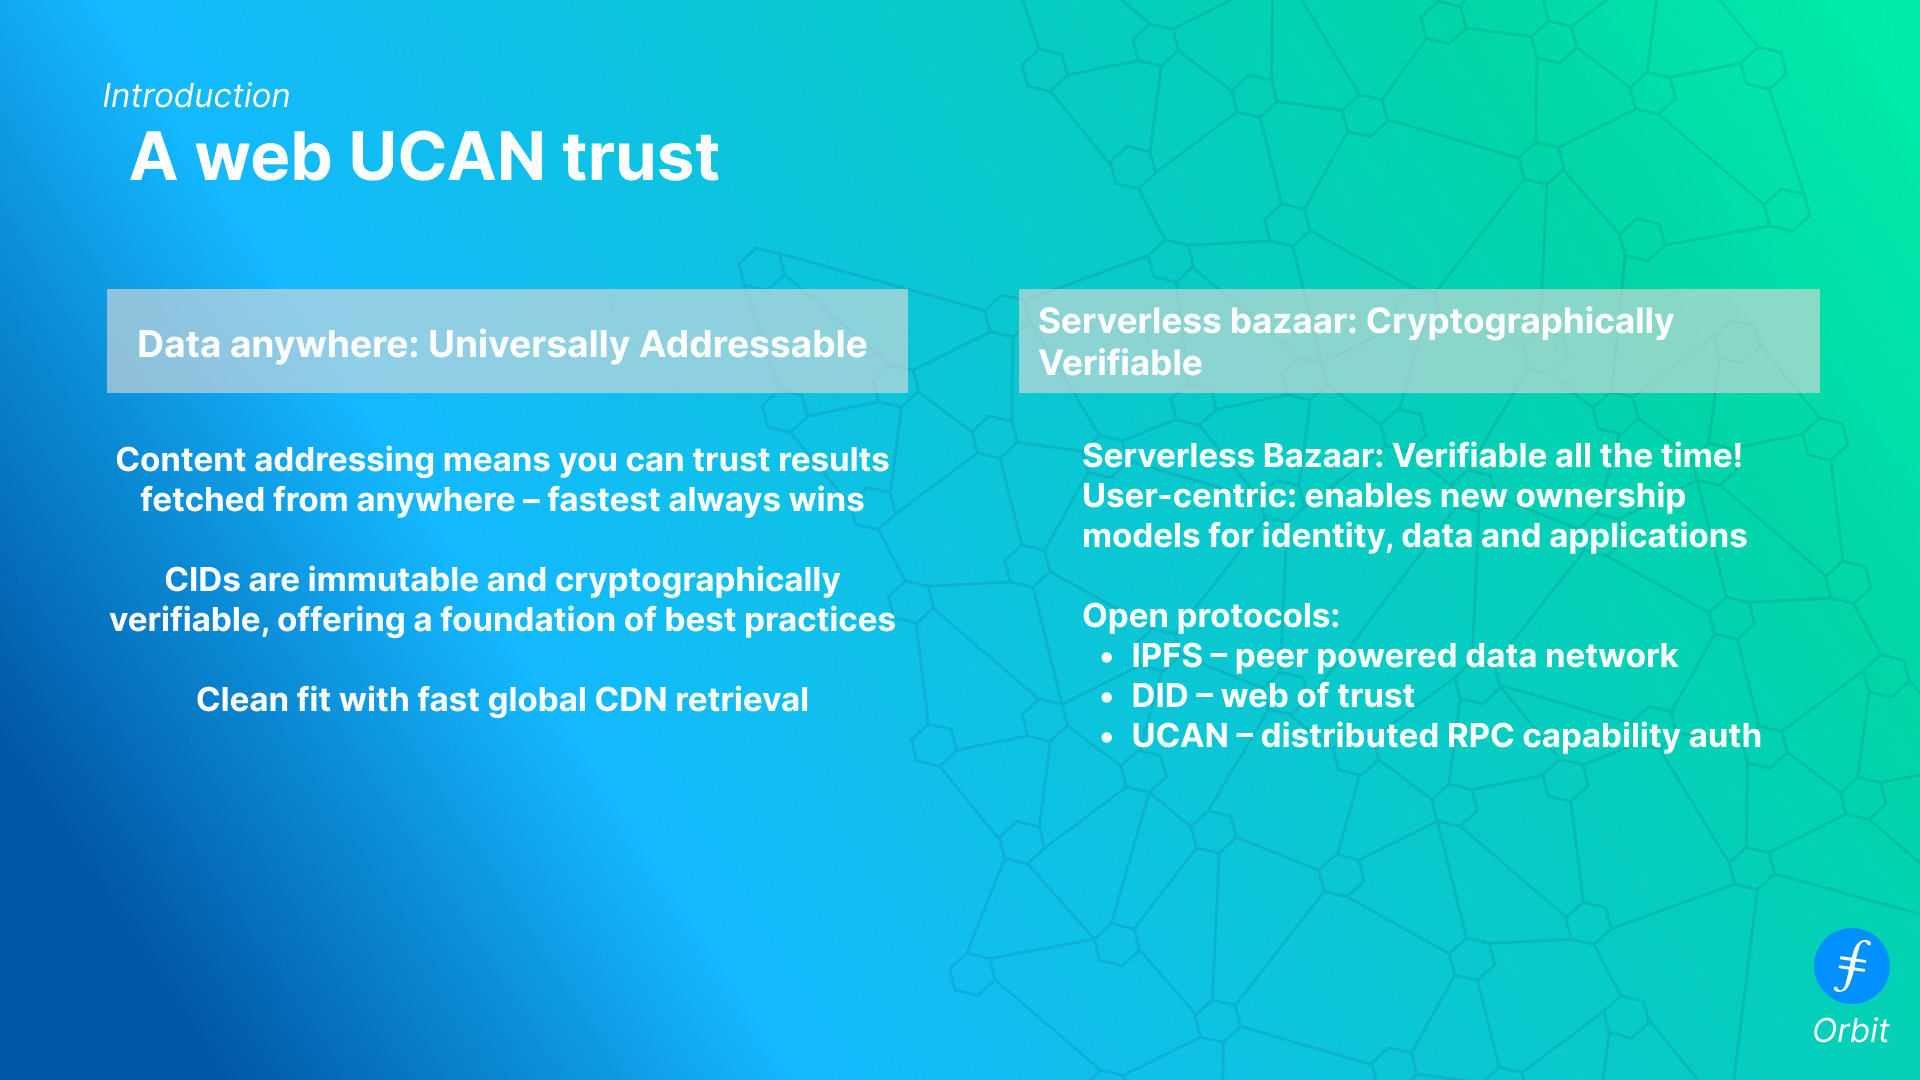 Introduction
A web UCAN trust
Data anywhere: Universally Addressable
Content addressing means you can trust results
fetched from anywhere – fastest always wins
CIDs are immutable and cryptographically
verifiable, offering a foundation of best practices
Clean fit with fast global CDN retrieval
Serverless bazaar: Cryptographically
Verifiable
Serverless Bazaar: Verifiable all the time!
User-centric: enables new ownership
models for identity, data and applications
Open protocols:
• IPFS – peer powered data network
• DID – web of trust
• UCAN – distributed RPC capability auth
Orbit